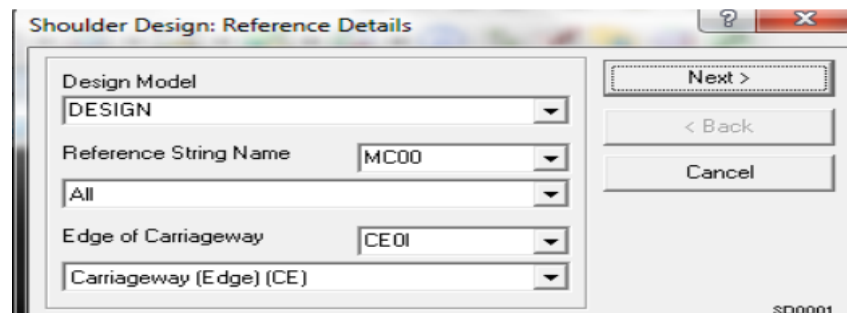 Shoulder Design: Reference Details
Design Model
DESIGN
Reference String Name MC00
All
Edge of Carriageway CE0I
Carriageway (Edge) (CE)
Next >
< Back
Cancel
SD0001